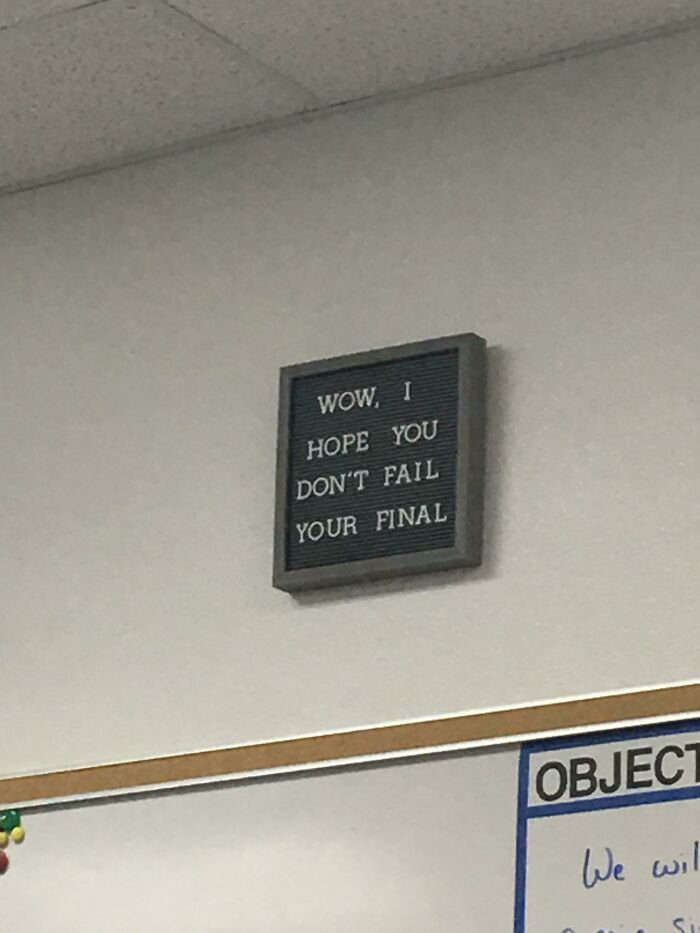 WOW, I
HOPE YOU
DON'T FAIL
YOUR FINAL
OBJECT
We wil